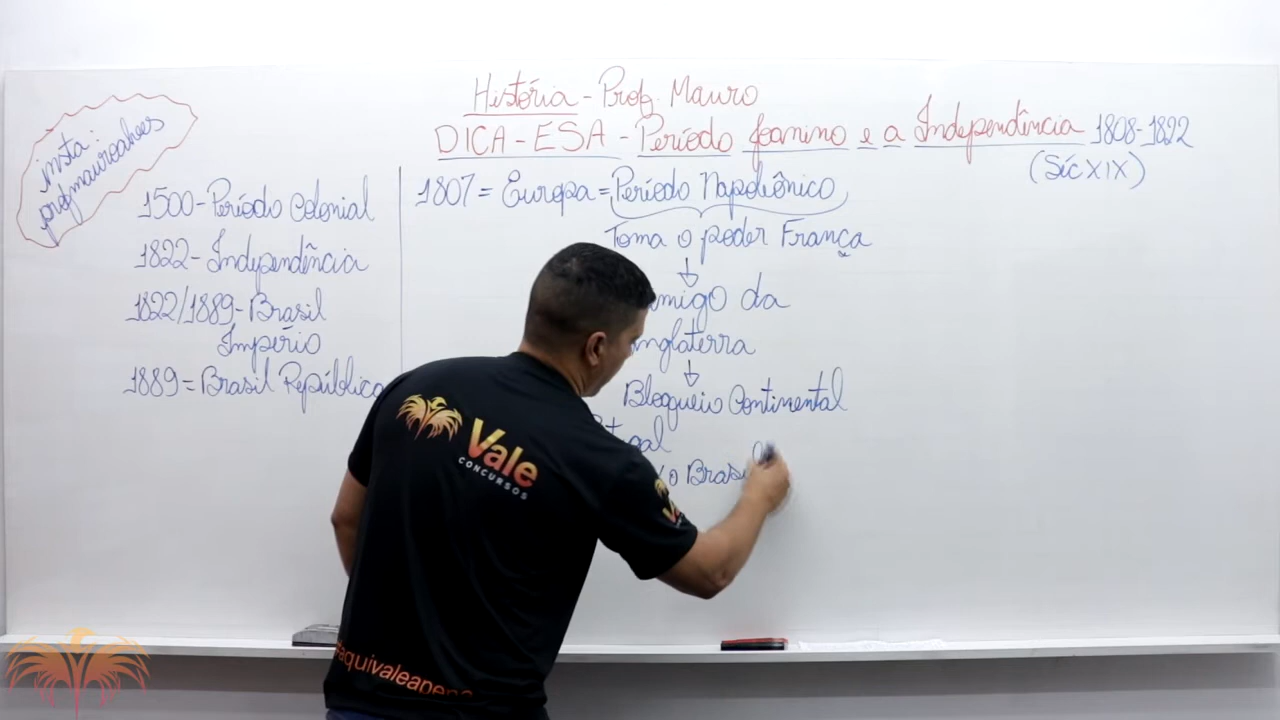 História - Prof. Mauro
DICA - ESA - Período Joanino e a Independência 1808-1822
(Séc XIX)
insta:
1500 - Período Colonial
1822 - Independência
1822/1889 - Brasil
Império
1889 = Brasil República
1807 = Europa = Período Napoleônico
Toma o poder França
migo da
nglaterra
Bloqueio Continental
gal
o Brasil
Vale
CONCURSOS
aquivaleapena